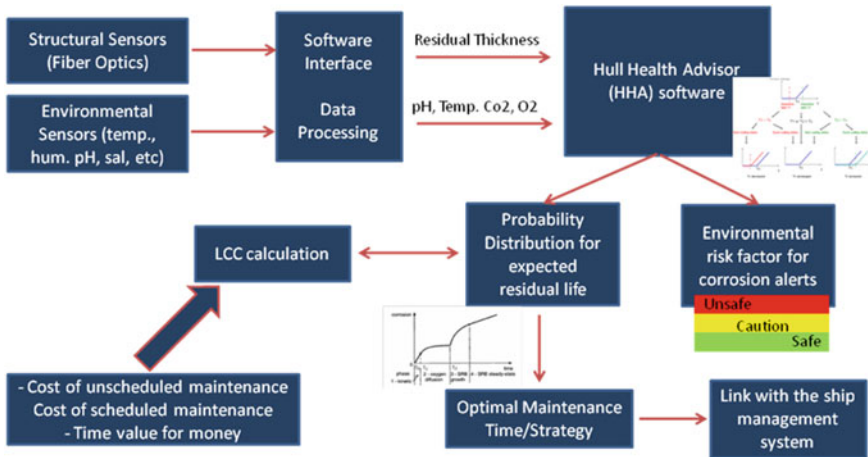 Structural Sensors
(Fiber Optics)
Software
Interface
Data
Processing
Residual Thickness
pH, Temp. Co2, O2
Hull Health Advisor
(HHA) software
Environmental
Sensors (temp.,
hum. pH, sal, etc)
LCC calculation
Probability
Distribution for
expected
residual life
Environmental
risk factor for
corrosion alerts
Unsafe
Caution
Safe
corrosion
time
- Cost of unscheduled maintenance
Cost of scheduled maintenance
- Time value for money
Optimal Maintenance
Time/Strategy
Link with the ship
management
system